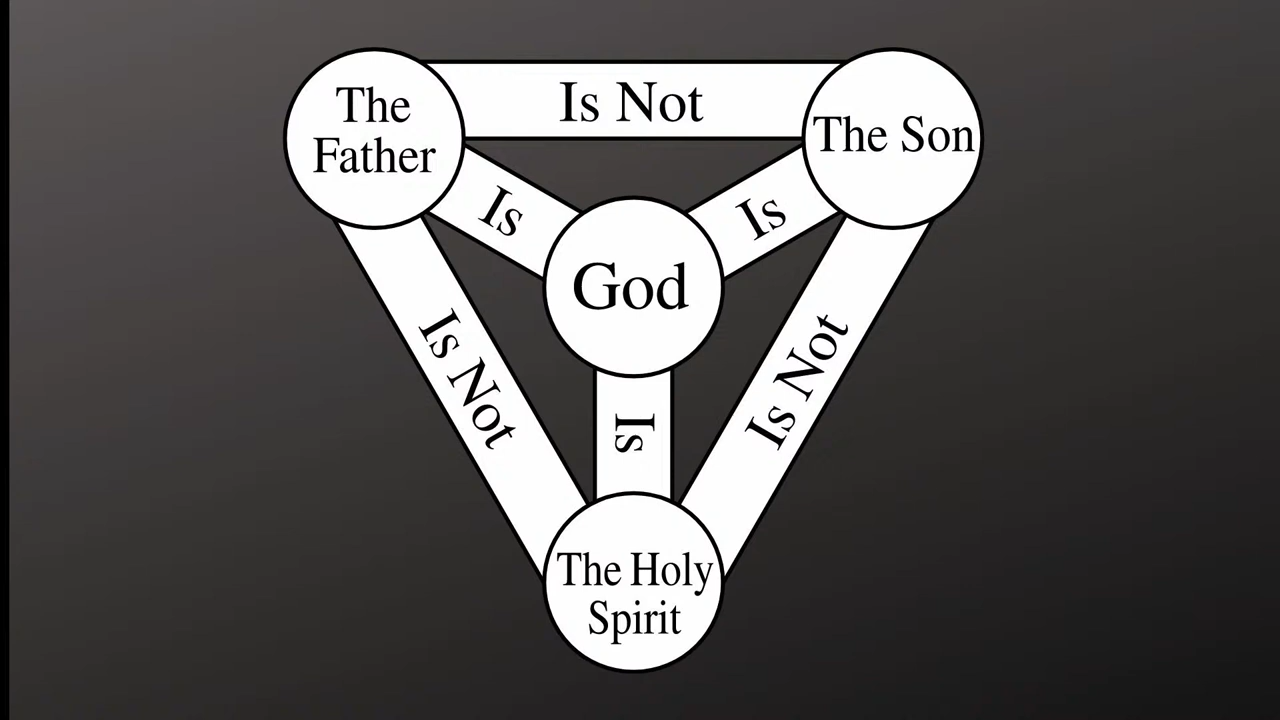 The
Father
Is Not
The Son
Is
Is
God
Is Not
Is
Is Not
The Holy
Spirit